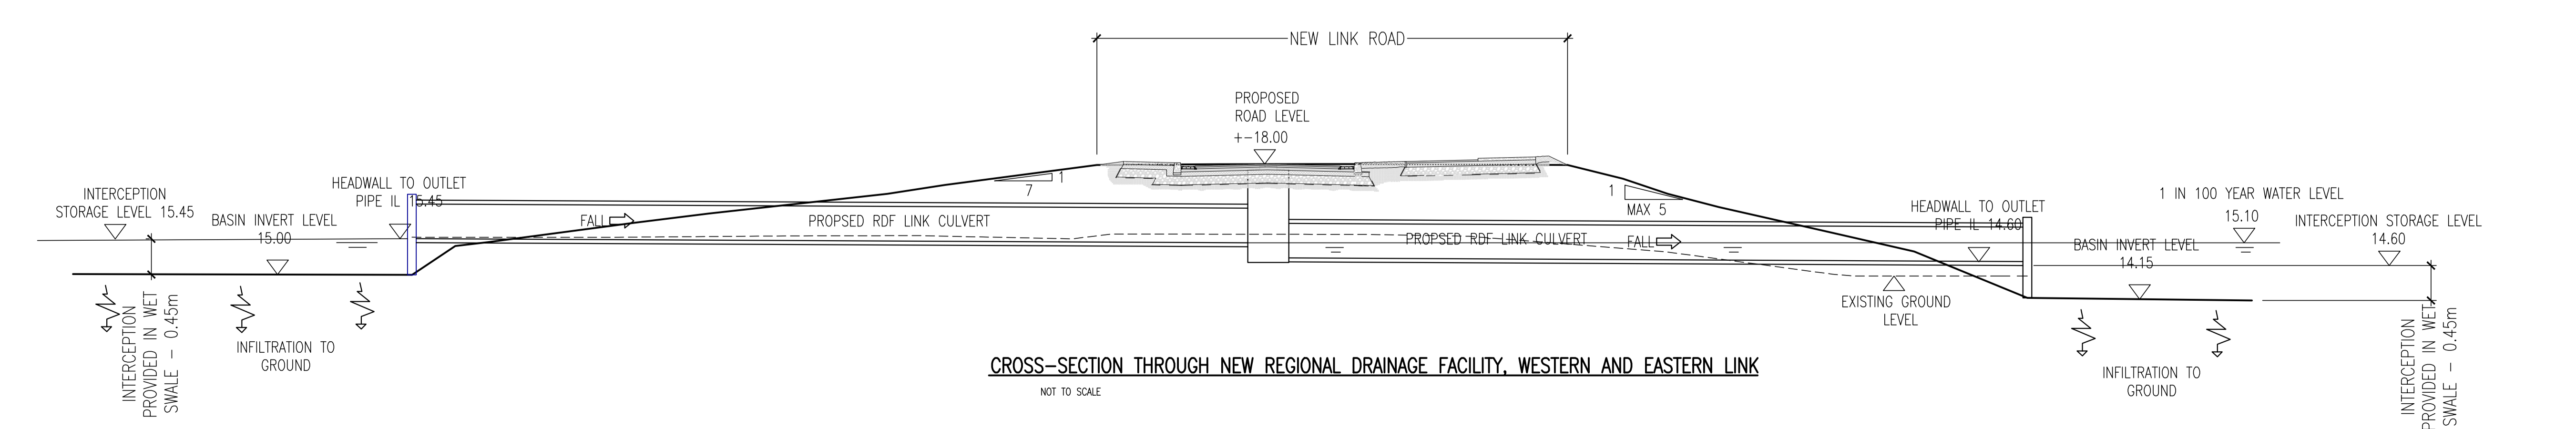 NEW LINK ROAD
PROPOSED
ROAD LEVEL
+-18.00
INTERCEPTION
STORAGE LEVEL 15.45
BASIN INVERT LEVEL
15.00
HEADWALL TO OUTLET
PIPE IL 15.45
FALL
7
1
PROPSED RDF LINK CULVERT
PROPSED RDF LINK CULVERT
FALL
1
MAX 5
HEADWALL TO OUTLET
PIPE IL 14.60
1 IN 100 YEAR WATER LEVEL
15.10
INTERCEPTION STORAGE LEVEL
14.60
BASIN INVERT LEVEL
14.15
EXISTING GROUND
LEVEL
INTERCEPTION
PROVIDED IN WET
SWALE - 0.45m
INFILTRATION TO
GROUND
INFILTRATION TO
GROUND
INTERCEPTION
PROVIDED IN WET
SWALE - 0.45m
CROSS-SECTION THROUGH NEW REGIONAL DRAINAGE FACILITY, WESTERN AND EASTERN LINK
NOT TO SCALE